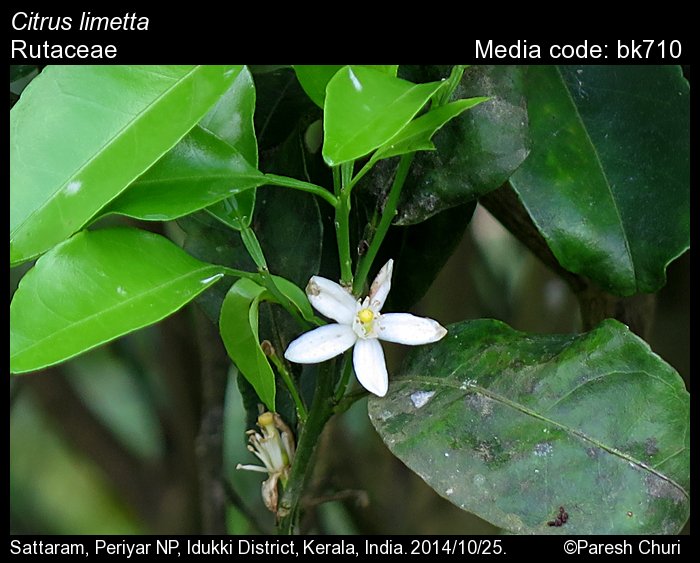 Citrus limetta
Rutaceae Media code: bk710
Sattaram, Periyar NP, Idukki District, Kerala, India. 2014/10/25. ©Paresh Churi